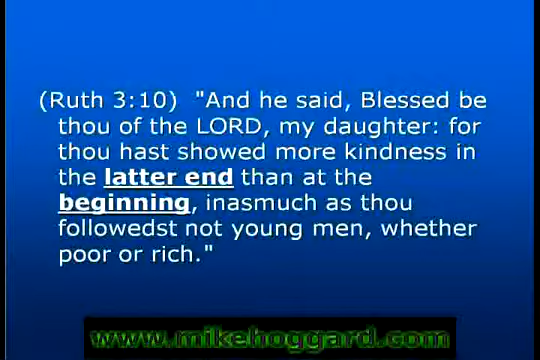 (Ruth 3:10) "And he said, Blessed be
thou of the LORD, my daughter: for
thou hast showed more kindness in
the latter end than at the
beginning, inasmuch as thou
followedst not young men, whether
poor or rich."
www.mikehoggard.com